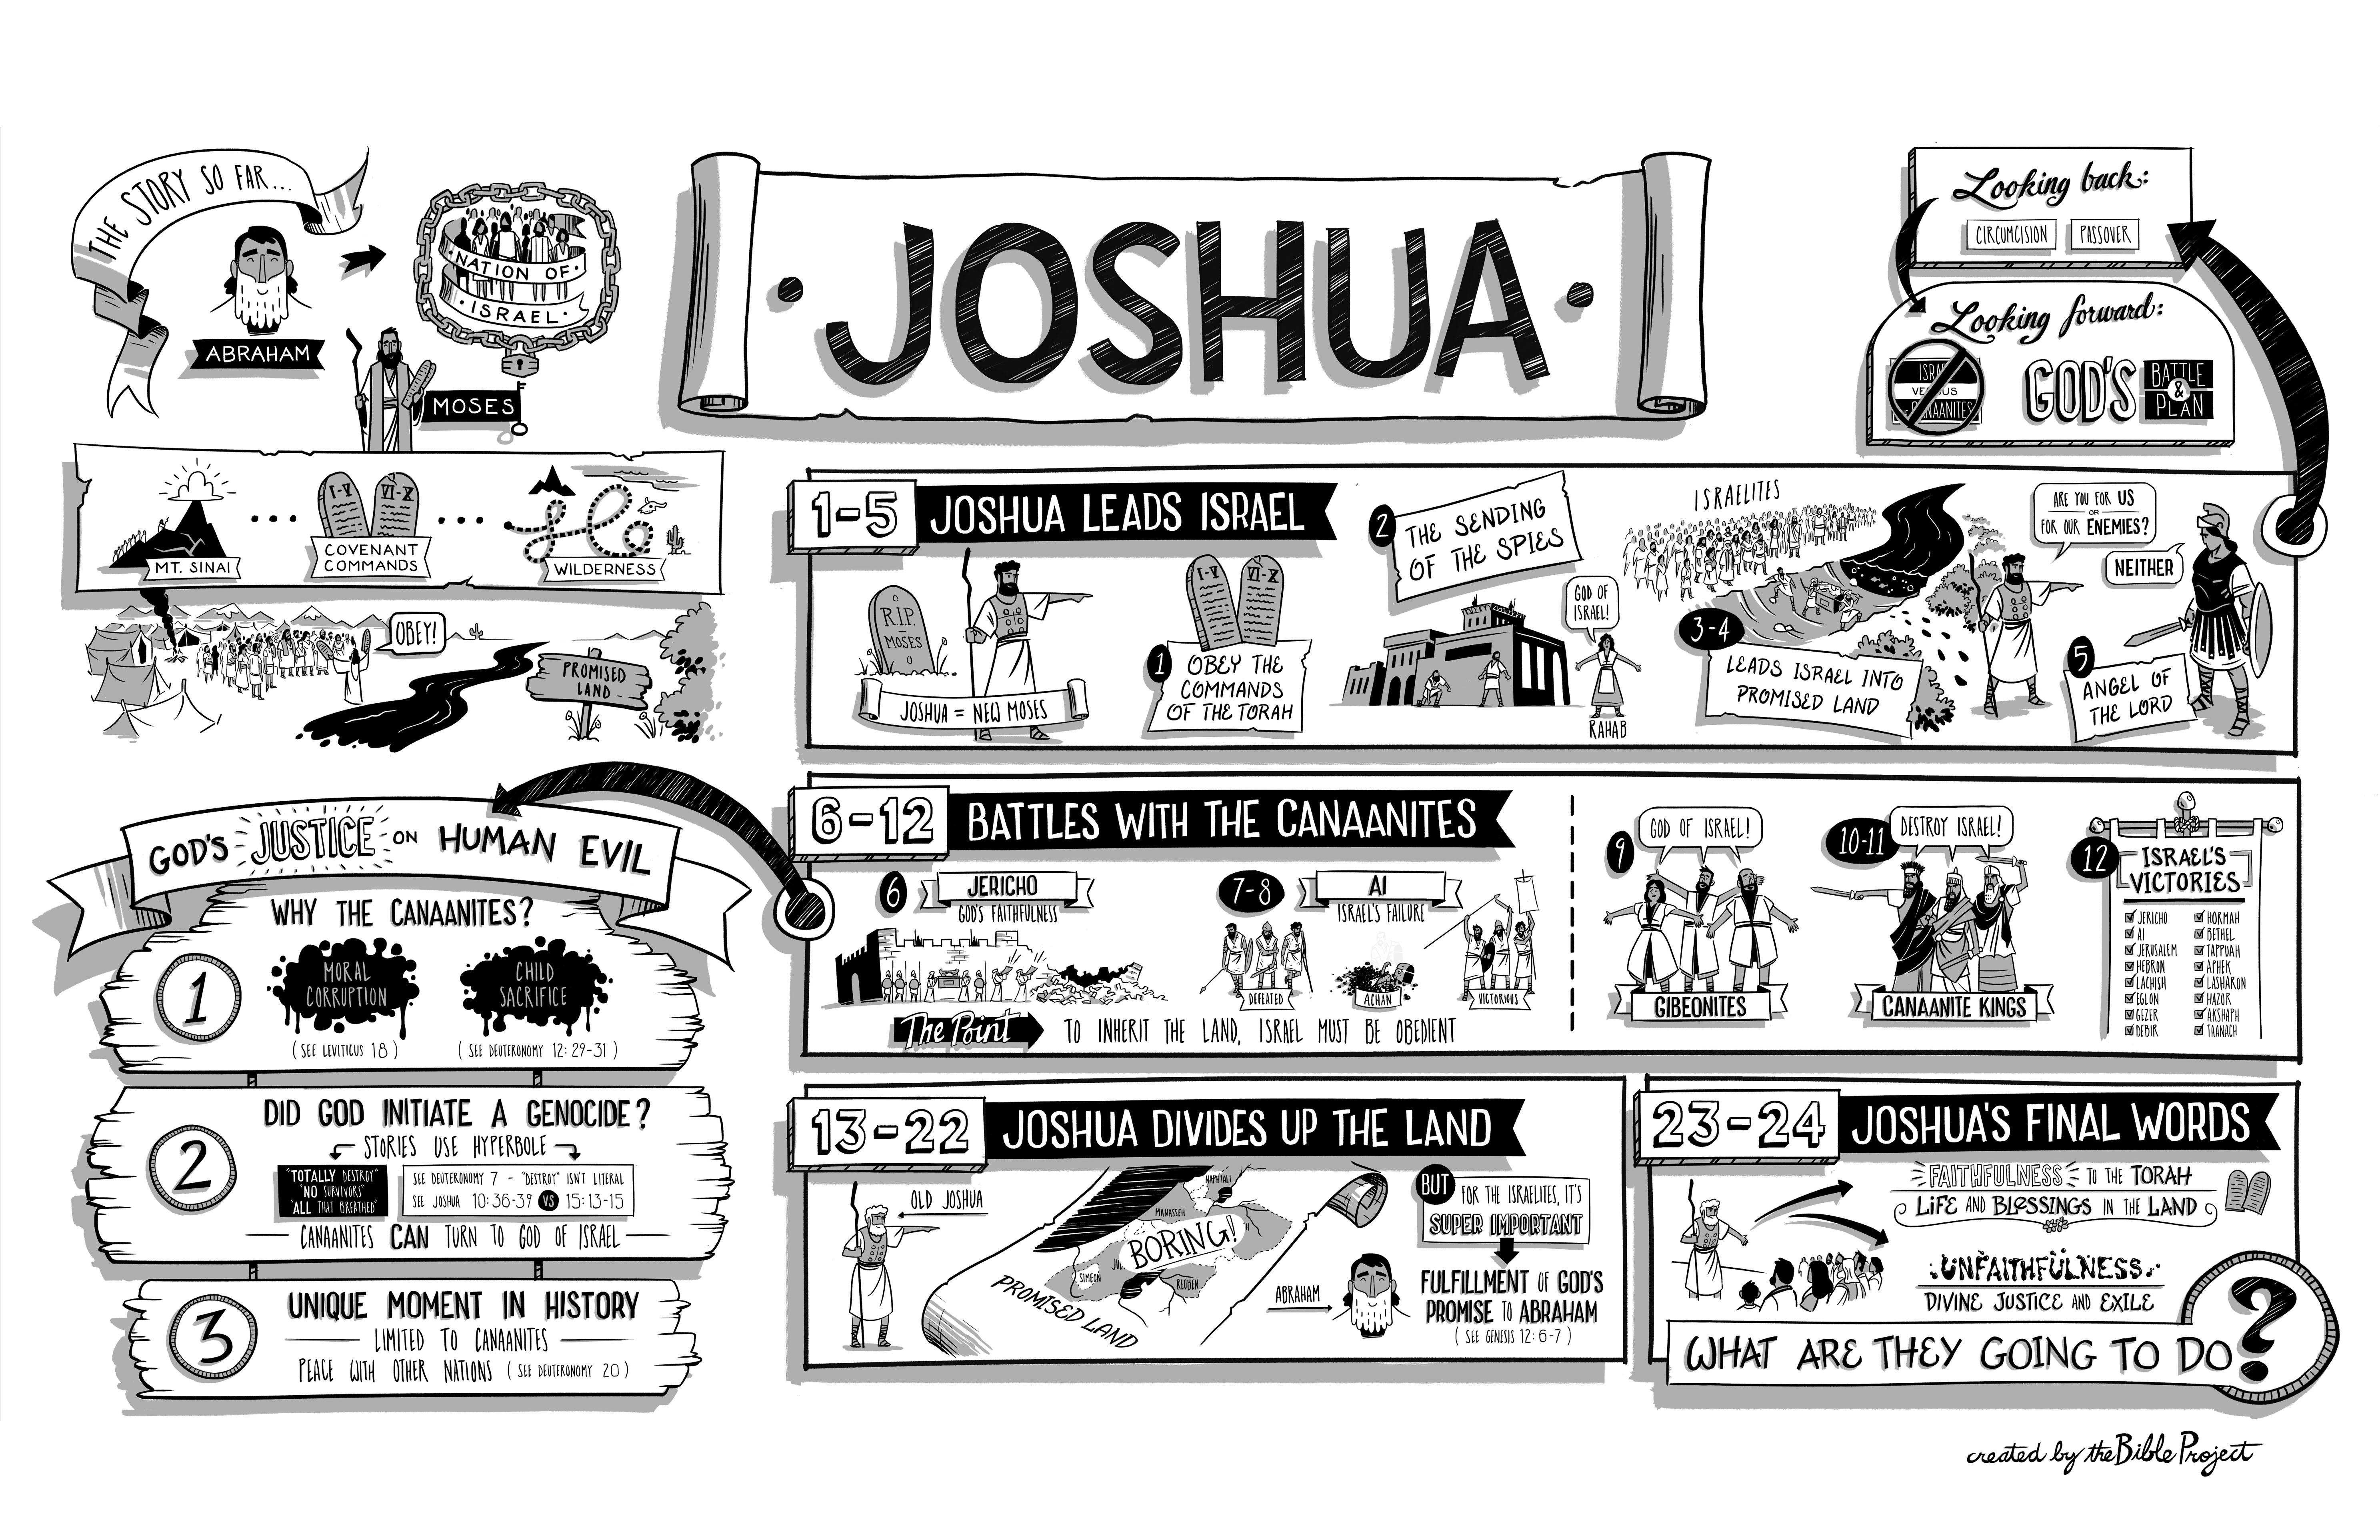 THE STORY SO FAR...
ABRAHAM
NATION OF
ISRAEL
MOSES
MT. SINAI
I-V
VI-X
COVENANT
COMMANDS
WILDERNESS
OBEY!
PROMISED
LAND
JOSHUA
Looking back:
CIRCUMCISION
PASSOVER
Looking forward:
VERSUS
CANAANITES
GOD'S
BATTLE
&
PLAN
1-5
JOSHUA LEADS ISRAEL
R.I.P.
MOSES
JOSHUA = NEW MOSES
I-V
VI-X
1
OBEY THE
COMMANDS
OF THE TORAH
2
THE SENDING
OF THE SPIES
GOD OF
ISRAEL!
RAHAB
ISRAELITES
3-4
LEADS ISRAEL INTO
PROMISED LAND
ARE YOU FOR US
OR
FOR OUR ENEMIES?
NEITHER
5
ANGEL OF
THE LORD
GOD'S JUSTICE ON HUMAN EVIL
1
WHY THE CANAANITES?
MORAL
CORRUPTION
(SEE LEVITICUS 18)
CHILD
SACRIFICE
(SEE DEUTERONOMY 12:29-31)
2
DID GOD INITIATE A GENOCIDE?
STORIES USE HYPERBOLE
"TOTALLY DESTROY"
"NO SURVIVORS"
"ALL THAT BREATHED"
SEE DEUTERONOMY 7 - "DESTROY" ISN'T LITERAL
SEE JOSHUA 10:36-39 VS 15:13-15
CANAANITES CAN TURN TO GOD OF ISRAEL
3
UNIQUE MOMENT IN HISTORY
LIMITED TO CANAANITES
PEACE WITH OTHER NATIONS (SEE DEUTERONOMY 20)
6-12
BATTLES WITH THE CANAANITES
6
JERICHO
GOD'S FAITHFULNESS
7-8
AI
ISRAEL'S FAILURE
DEFEATED
ACHAN
VICTORIOUS
The Point
TO INHERIT THE LAND, ISRAEL MUST BE OBEDIENT
9
GOD OF ISRAEL!
GIBEONITES
10-11
DESTROY ISRAEL!
CANAANITE KINGS
12
ISRAEL'S
VICTORIES
JERICHO
AI
JERUSALEM
HEBRON
LACHISH
EGLON
GEZER
DEBIR
HORMAH
BETHEL
TAPPUAH
APHEK
LASHARON
HAZOR
AKSHAPH
TAANACH
13-22
JOSHUA DIVIDES UP THE LAND
OLD JOSHUA
NAPHTALI
MANASSEH
BORING!
SIMEON
REUBEN
PROMISED LAND
ABRAHAM
BUT
FOR THE ISRAELITES, IT'S
SUPER IMPORTANT
FULFILLMENT OF GOD'S
PROMISE TO ABRAHAM
(SEE GENESIS 12:6-7)
23-24
JOSHUA'S FINAL WORDS
FAITHFULNESS TO THE TORAH
LIFE AND BLESSINGS IN THE LAND
UNFAITHFULNESS
DIVINE JUSTICE AND EXILE
WHAT ARE THEY GOING TO DO?
created by the Bible Project